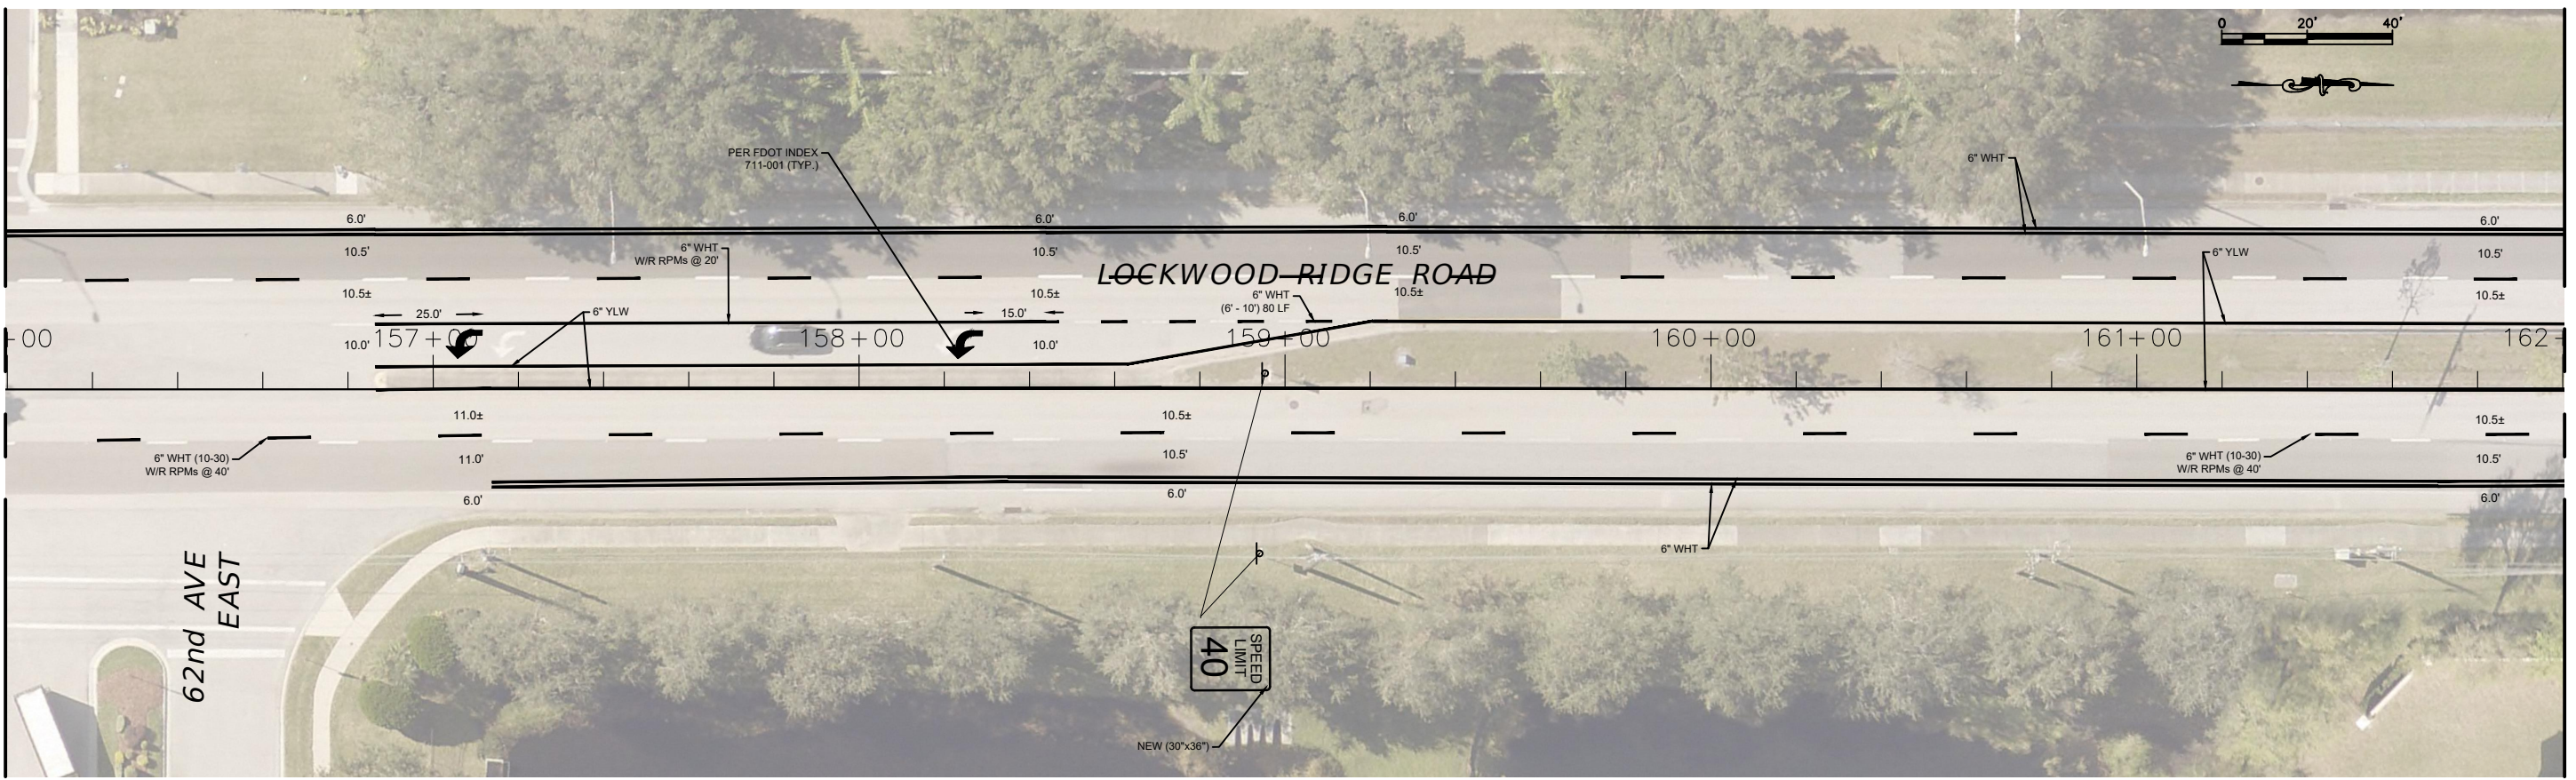 0 20' 40'
PER FDOT INDEX
711-001 (TYP.)
6" WHT
6.0'
6.0'
6.0'
6.0'
10.5'
6" WHT
W/R RPMs @ 20'
10.5'
10.5'
6" YLW
10.5'
LOCKWOOD RIDGE ROAD
10.5±
10.5±
6" WHT
(6' - 10') 80 LF
10.5±
10.5±
25.0'
6" YLW
15.0'
+00
157+00
158+00
159+00
160+00
161+00
162+
10.0'
10.0'
11.0±
10.5±
10.5±
6" WHT (10-30)
W/R RPMs @ 40'
11.0'
10.5'
6" WHT (10-30)
W/R RPMs @ 40'
10.5'
6.0'
6.0'
6.0'
6" WHT
62nd AVE
EAST
SPEED
LIMIT
40
NEW (30"x36")